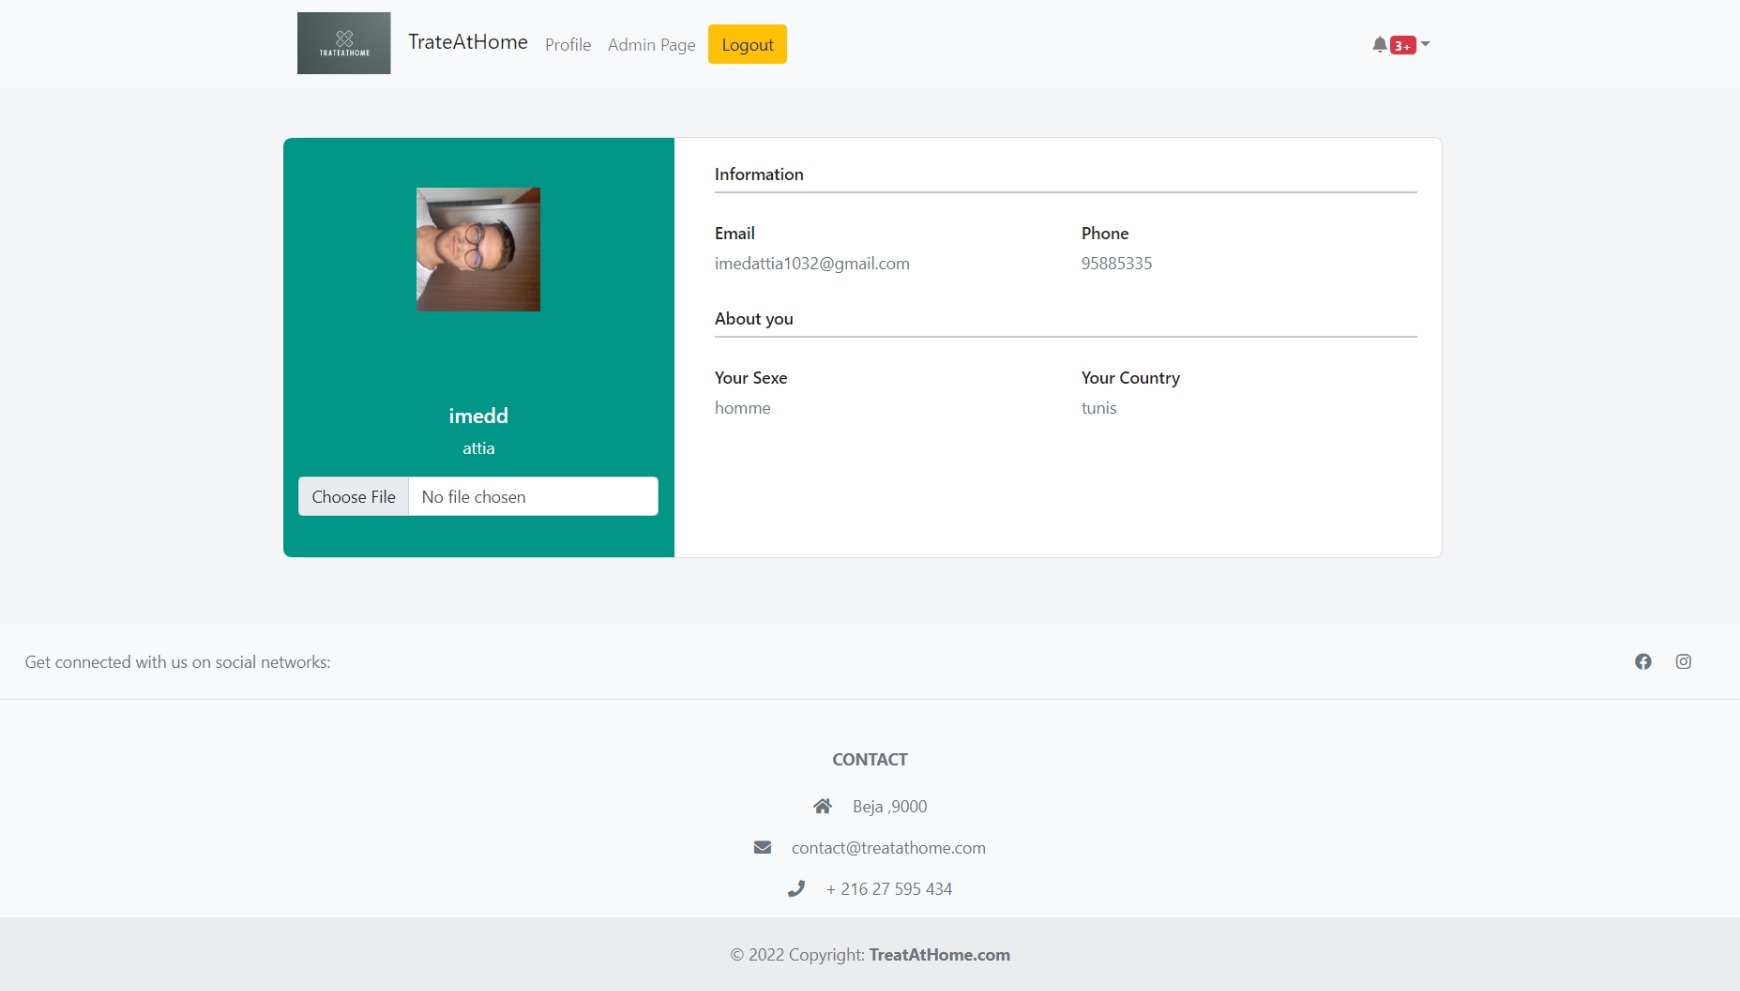 TRATEATHOME
TrateAtHome Profile Admin Page Logout 3+
Information
Email Phone
imedattia1032@gmail.com 95885335
About you
Your Sexe Your Country
homme tunis
imedd
attia
Choose File No file chosen
Get connected with us on social networks:
CONTACT
Beja ,9000
contact@treatathome.com
+ 216 27 595 434
© 2022 Copyright: TreatAtHome.com